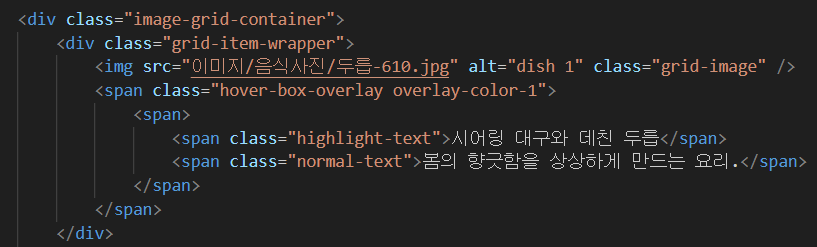 <div class="image-grid-container">
<div class="grid-item-wrapper">
<img src="이미지/음식사진/두릅-610.jpg" alt="dish 1" class="grid-image" />
<span class="hover-box-overlay overlay-color-1">
<span>
<span class="highlight-text">시어링 대구와 데친 두릅</span>
<span class="normal-text">봄의 향긋함을 상상하게 만드는 요리.</span>
</span>
</span>
</div>